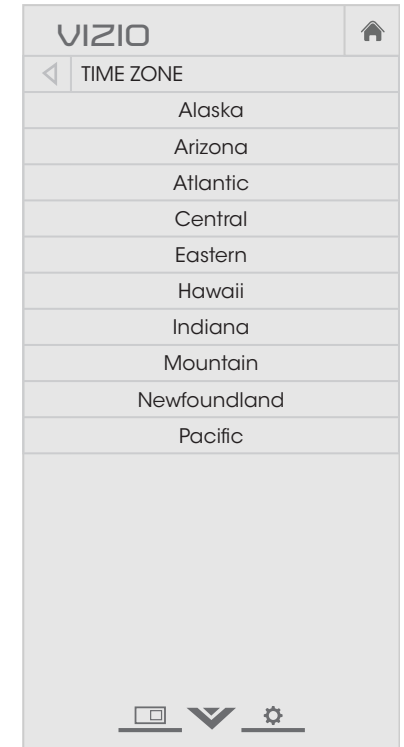 VIZIO
TIME ZONE
Alaska
Arizona
Atlantic
Central
Eastern
Hawaii
Indiana
Mountain
Newfoundland
Pacific